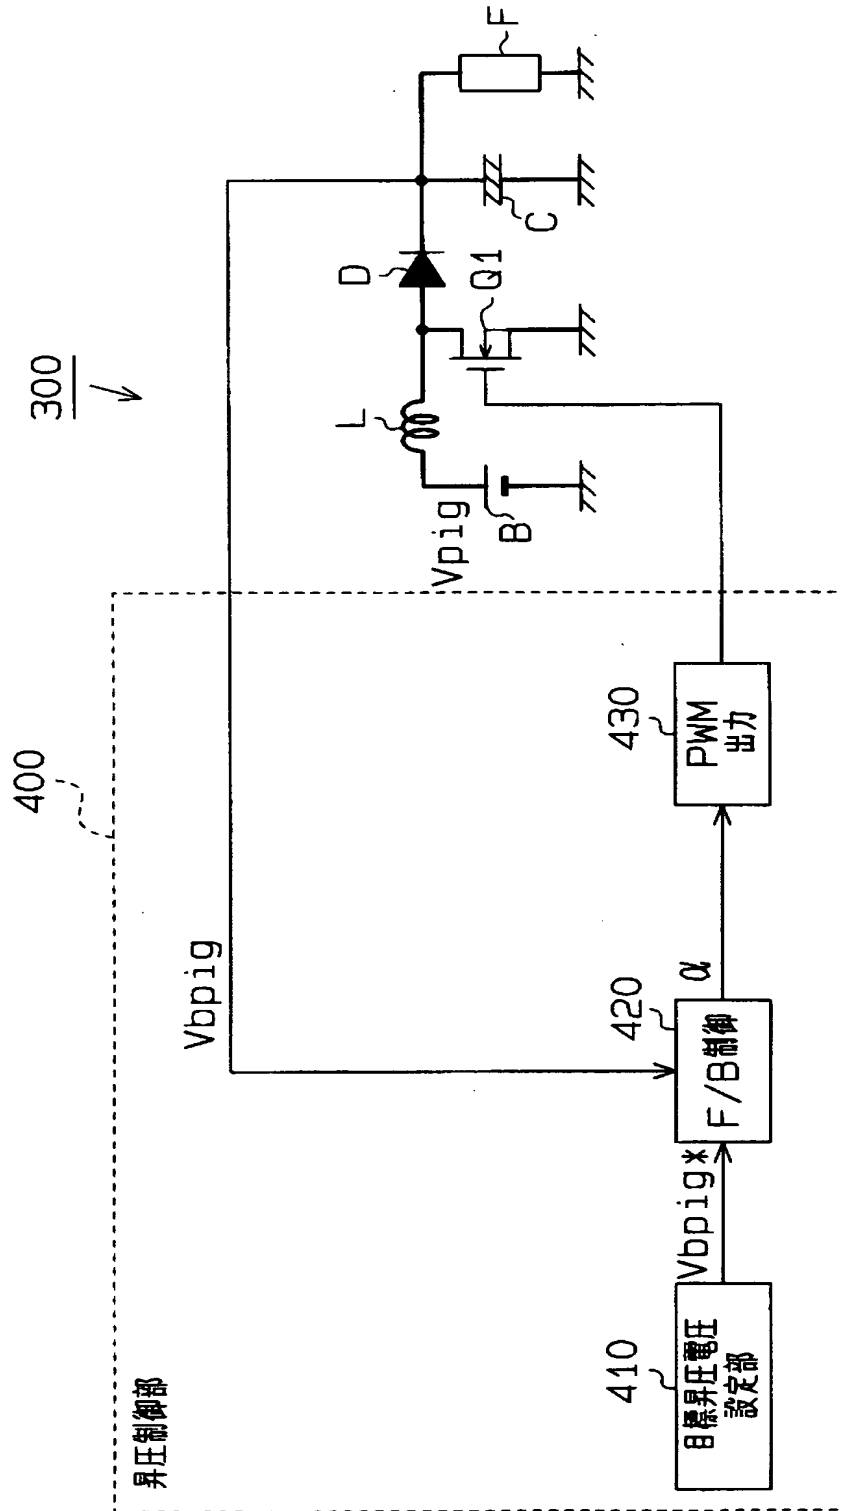 300
400
昇圧制御部
Vbpig
410
目標昇圧電圧
設定部
Vbpig*
420
F/B制御
α
430
PWM
出力
Vpig
B
L
Q1
D
C
F